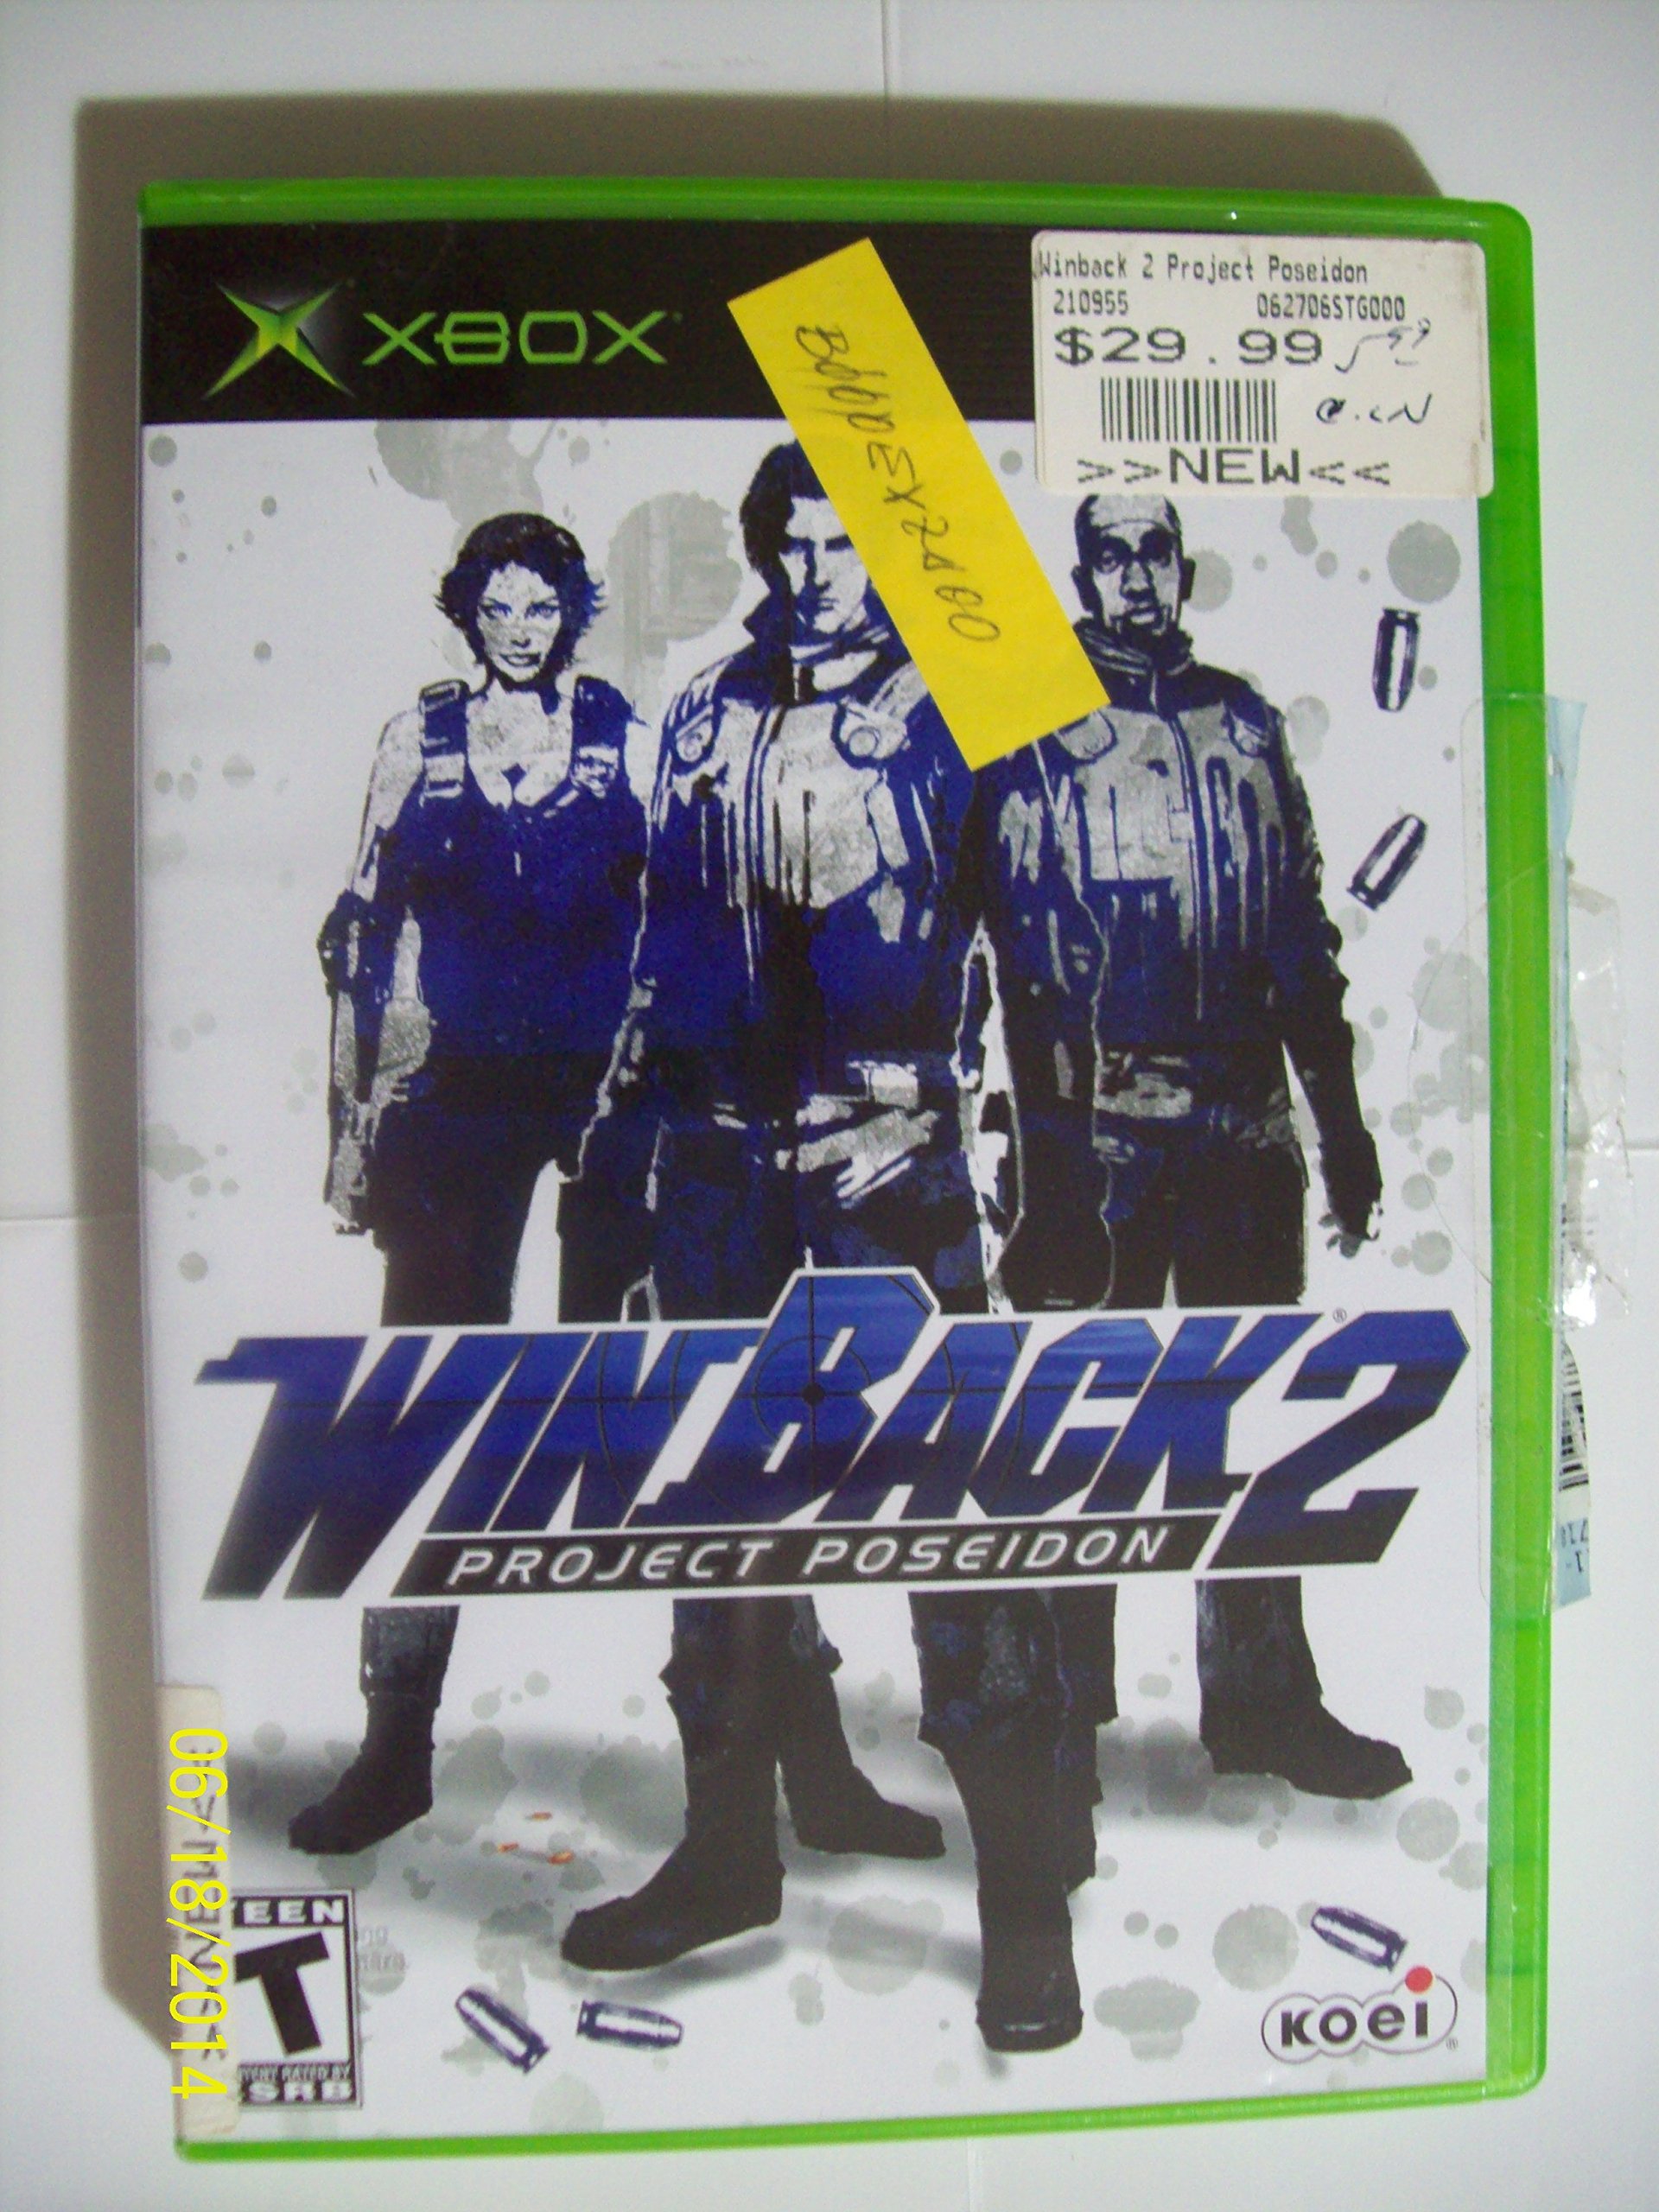 XBOX
Winback 2 Project Poseidon
210955 062706STG000
$29.99
>>NEW<<
WINBACK 2
PROJECT POSEIDON
06/18/2014
TEEN
T
ESRB
KOEI